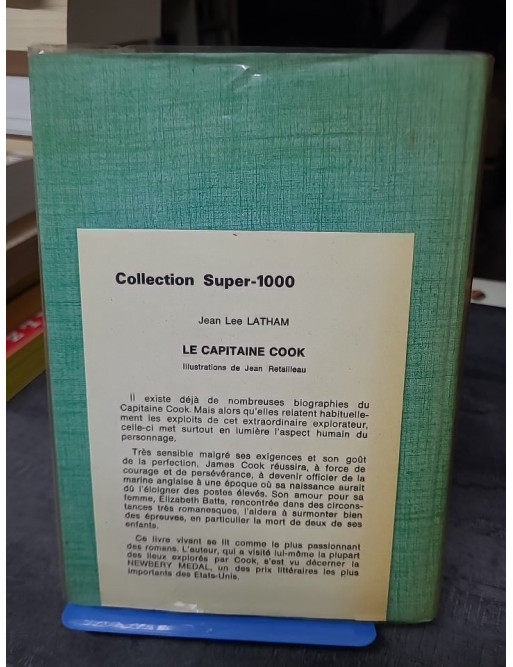 Collection Super-1000
Jean Lee LATHAM
LE CAPITAINE COOK
Illustrations de Jean Retailleau
Il existe déjà de nombreuses biographies du
Capitaine Cook. Mais alors qu'elles relatent habituelle-
ment les exploits de cet extraordinaire explorateur,
celle-ci met surtout en lumière l'aspect humain du
personnage.
Très sensible malgré ses exigences et son goût
de la perfection, James Cook réussira, à force de
courage et de persévérance, à devenir officier de la
marine anglaise à une époque où sa naissance aurait
dû l'éloigner des postes élevés. Son amour pour sa
femme, Elizabeth Batts, rencontrée dans des circons-
tances très romanesques, l'aidera à surmonter bien
des épreuves, en particulier la mort de deux de ses
enfants.
Ce livre vivant se lit comme le plus passionnant
des romans. L'auteur, qui a visité lui-même la plupart
des lieux explorés par Cook, s'est vu décerner la
NEWBERY MEDAL, un des prix littéraires les plus
importants des Etats-Unis.